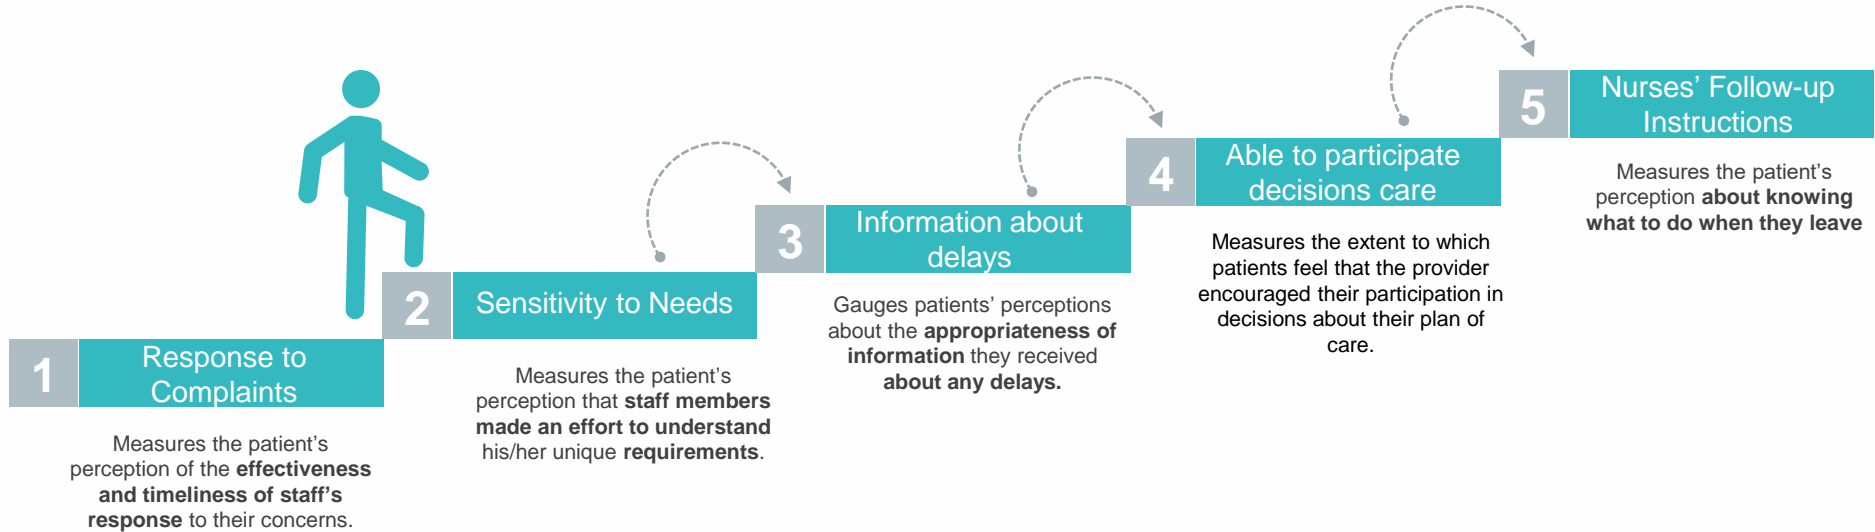 1
Response to
Complaints
Measures the patient’s
perception of the effectiveness
and timeliness of staff’s
response to their concerns.
2
Sensitivity to Needs
Measures the patient’s
perception that staff members
made an effort to understand
his/her unique requirements.
3
Information about
delays
Gauges patients’ perceptions
about the appropriateness of
information they received
about any delays.
4
Able to participate
decisions care
Measures the extent to which
patients feel that the provider
encouraged their participation in
decisions about their plan of
care.
5
Nurses’ Follow-up
Instructions
Measures the patient’s
perception about knowing
what to do when they leave